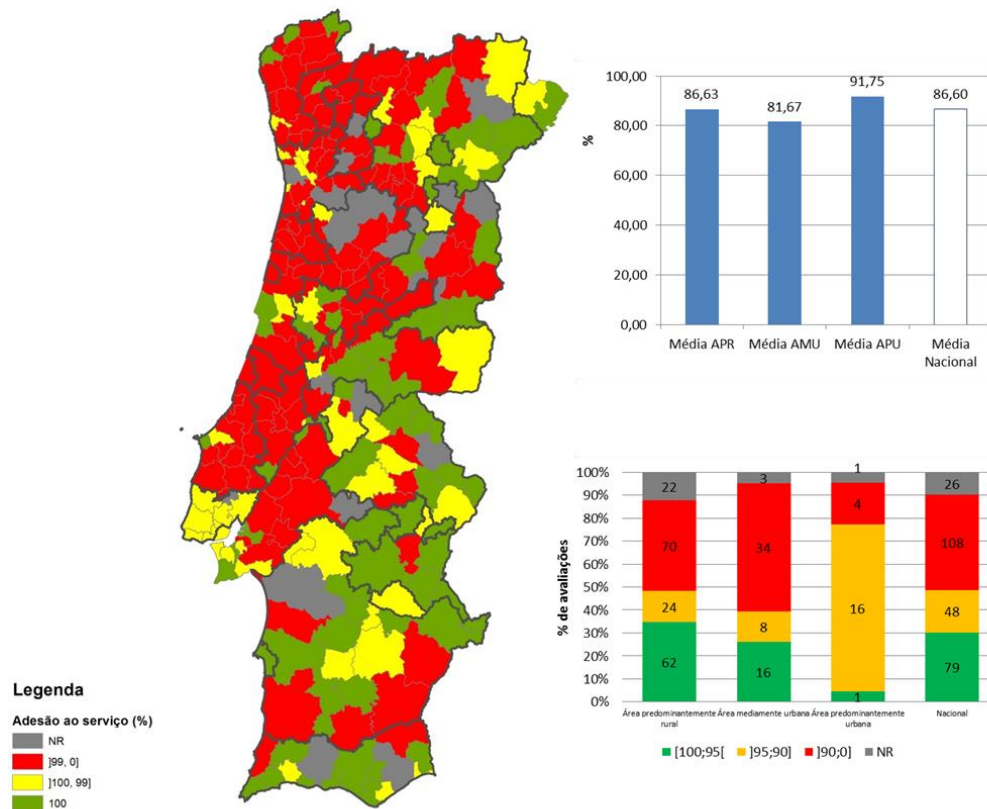 Legenda
Adesão ao serviço (%)
NR
]99, 0]
]100, 99]
100
100,00
80,00
60,00
40,00
20,00
0,00
%
86,63
81,67
91,75
86,60
Média APR
Média AMU
Média APU
Média
Nacional
100%
90%
80%
70%
60%
50%
40%
30%
20%
10%
0%
% de avaliações
22
70
24
62
3
34
8
16
1
4
16
1
26
108
48
79
Área predominantemente
rural
Área mediamente urbana
Área predominantemente
urbana
Nacional
[100;95[
]95;90]
]90;0]
NR